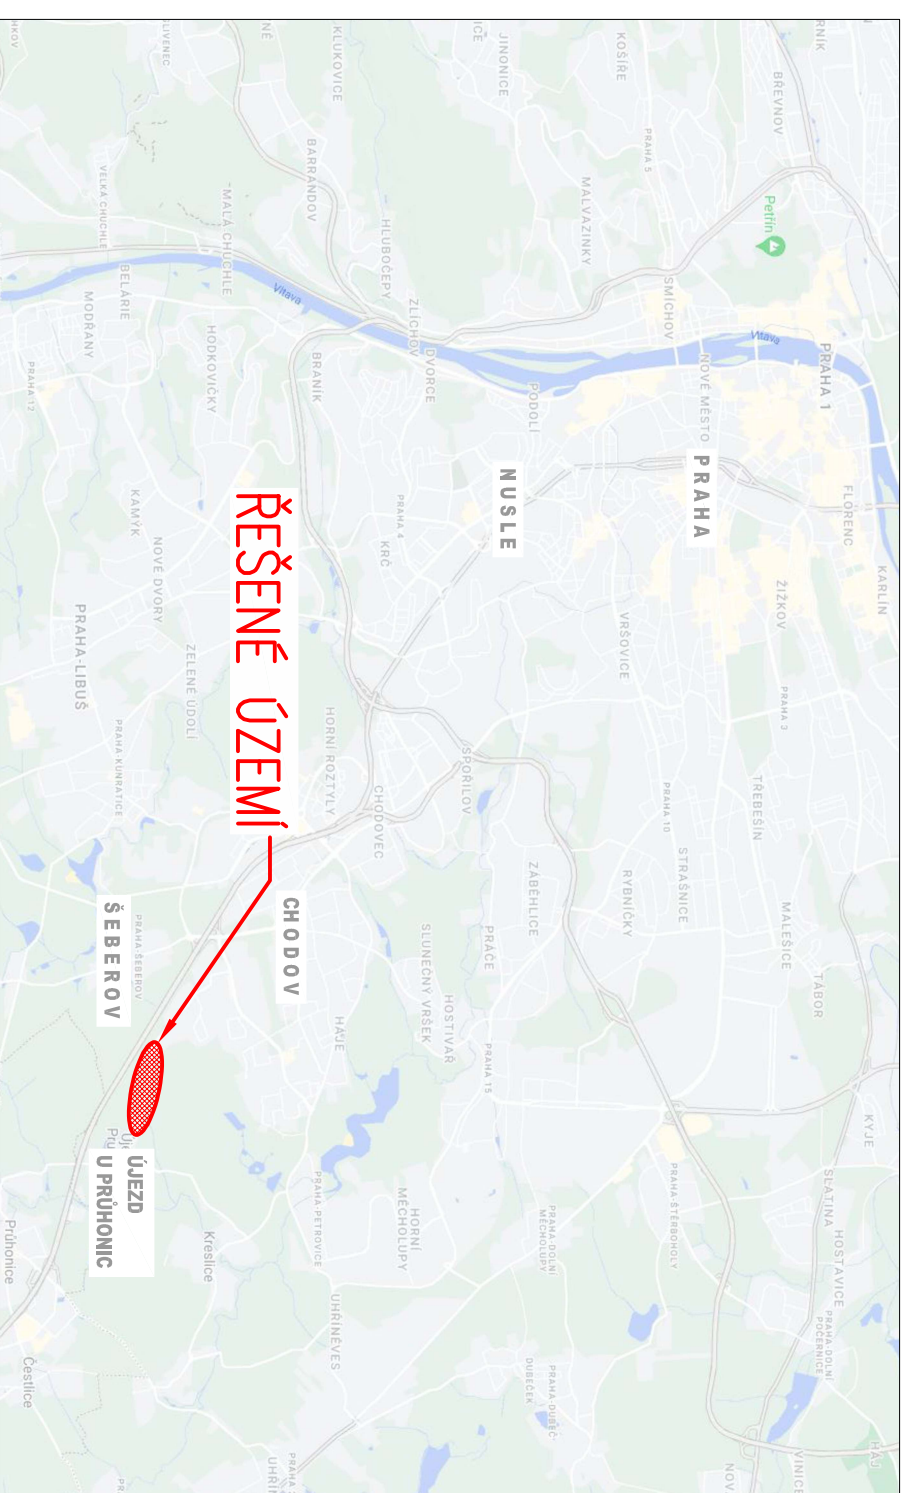 HÁJ
KARLÍN
KYJE
FLORENC
HOSTAVICE
PRAHA 1
SLATINA
PRAHA-DOLNÍ
POČERNICE
TÁBOR
VINICE
BŘEVNOV
ŽIŽKOV
PRAHA 3
MALEŠICE
Petřín
Vltava
TŘEBEŠÍN
NOVÉ MĚSTO
PRAHA
STRAŠNICE
PRAHA-ŠTĚRBOHOLY
SMÍCHOV
PRAHA 10
PRAHA 5
KOŠÍŘE
VRŠOVICE
RYBNÍČKY
MALVAZINKY
PRAHA-DOLNÍ
MĚCHOLUPY
PRAHA-DUBEČ
DUBEČEK
PODOLÍ
ZÁBĚHLICE
JINONICE
NUSLE
PRÁCE
PRAHA 15
SPOŘILOV
HOSTIVAŘ
SLUNEČNÝ VRŠEK
DVORCE
ZLÍCHOV
HORNÍ
MĚCHOLUPY
PRAHA 4
HLUBOČEPY
KRČ
CHODOVEC
KLUKOVICE
HÁJE
UHŘÍNĚVES
BARRANDOV
BRANÍK
HORNÍ ROZTYLY
PRAHA-PETROVICE
CHODOV
Vltava
ŘEŠENÉ ÚZEMÍ
MALÁ CHUCHLE
HODKOVIČKY
Křeslice
ZELENÉ ÚDOLÍ
NOVÉ DVORY
KAMÝK
PRAHA-ŠEBEROV
ÚJEZD
U PRŮHONIC
BELÁRIE
VELKÁ CHUCHLE
PRAHA KUNRATICE
ŠEBEROV
MODŘANY
PRAHA-LIBUŠ
PRAHA 12
Čestlice
Průhonice